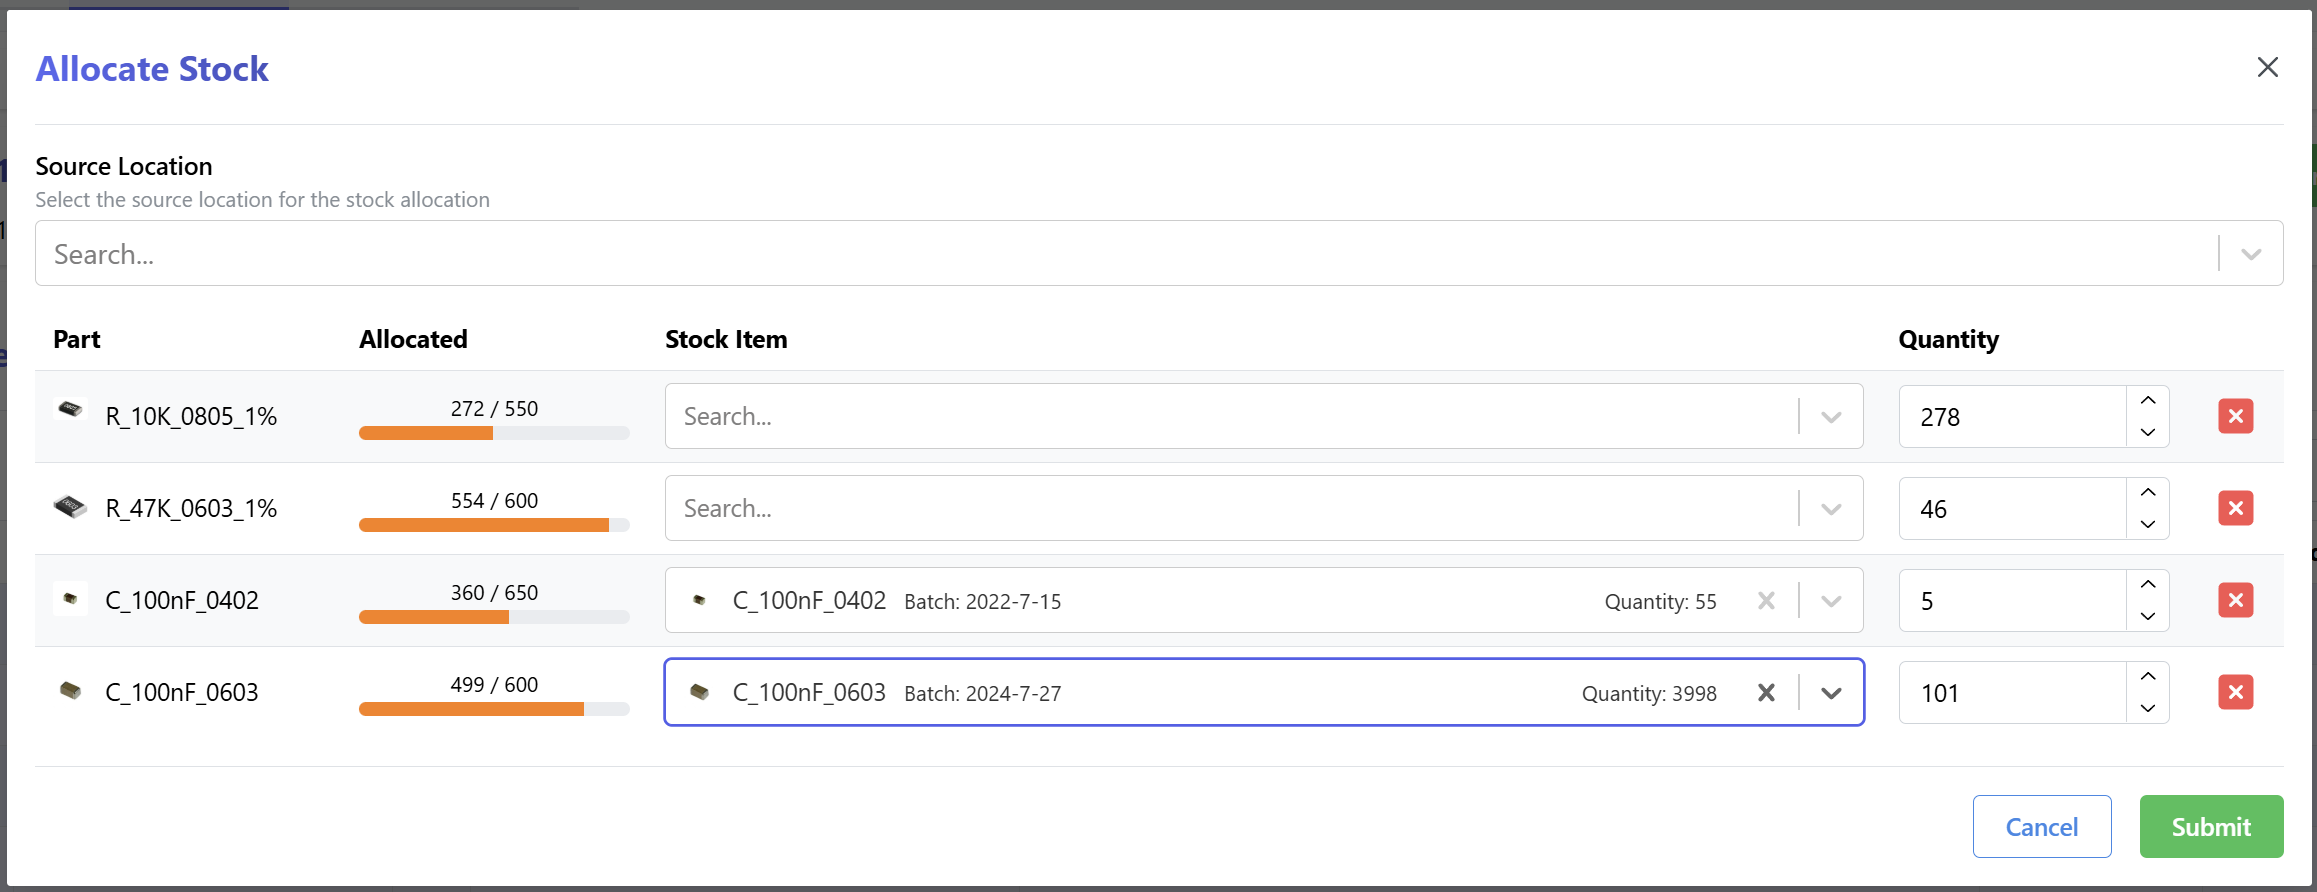 Allocate Stock
Source Location
Select the source location for the stock allocation
Search...
Part Allocated Stock Item Quantity
R_10K_0805_1% 272 / 550 Search... 278
R_47K_0603_1% 554 / 600 Search... 46
C_100nF_0402 360 / 650 C_100nF_0402 Batch: 2022-7-15 Quantity: 55 5
C_100nF_0603 499 / 600 C_100nF_0603 Batch: 2024-7-27 Quantity: 3998 101
Cancel Submit